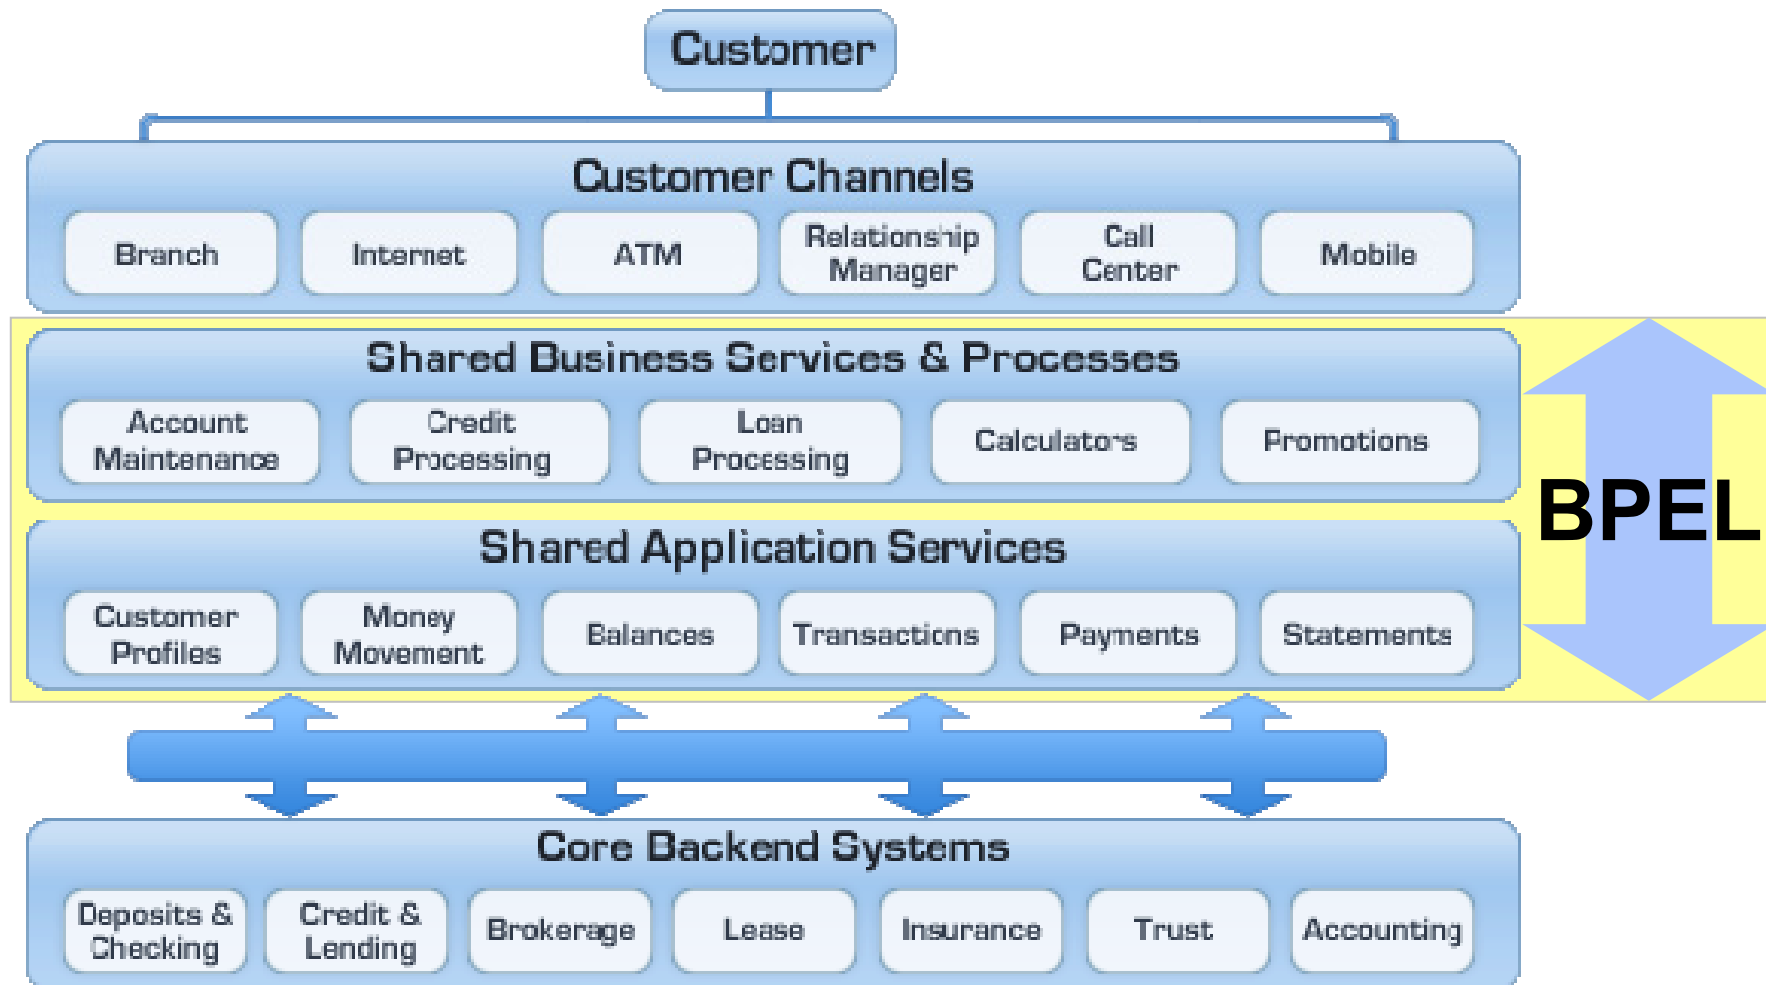 Customer
Customer Channels
Branch
Internet
ATM
Relationship
Manager
Call
Center
Mobile
Shared Business Services & Processes
Account
Maintenance
Credit
Processing
Loan
Processing
Calculators
Promotions
BPEL
Shared Application Services
Customer
Profiles
Money
Movement
Balances
Transactions
Payments
Statements
Core Backend Systems
Deposits &
Checking
Credit &
Lending
Brokerage
Lease
Insurance
Trust
Accounting